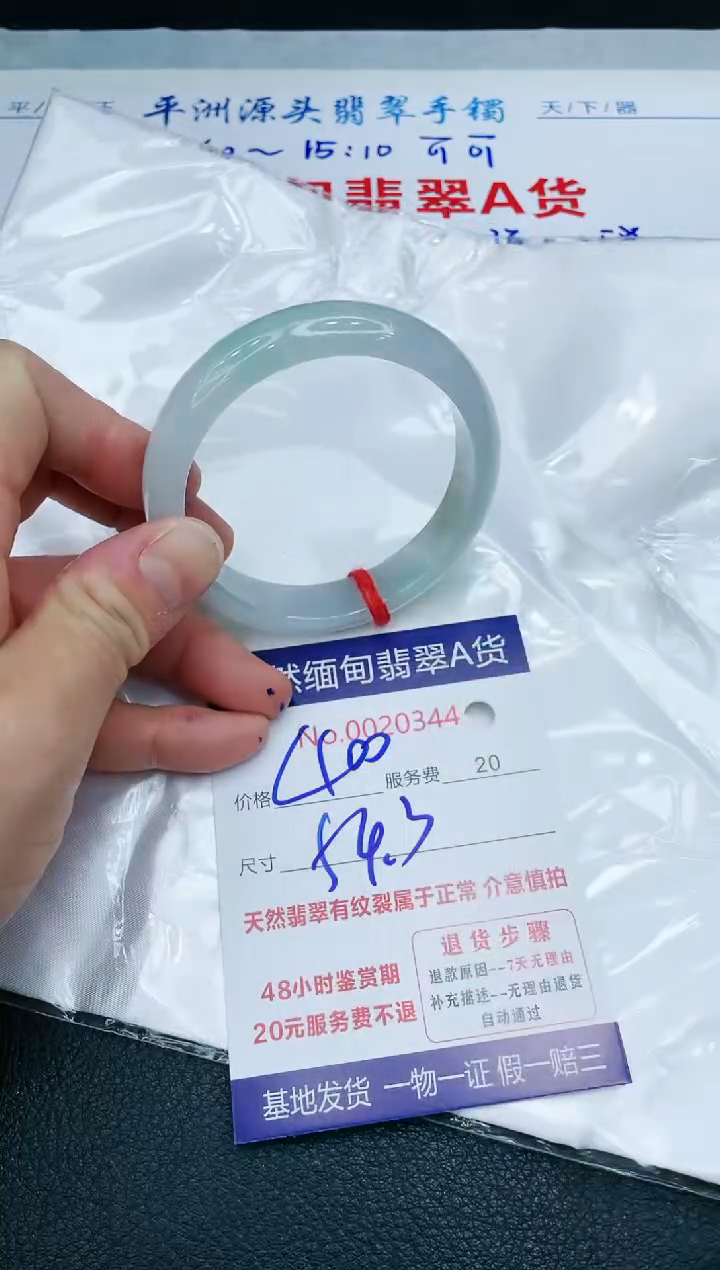 平洲源头翡翠手镯 天/下/器
~ 15:10 可可
翡翠A货
然缅甸翡翠A货
No.0020344
价格 400 服务费 20
尺寸 54.3
天然翡翠有纹裂属于正常 介意慎拍
48小时鉴赏期
20元服务费不退
退货步骤
退款原因--7天无理由
补充描述--无理由退货
自动通过
基地发货 一物一证 假一赔三